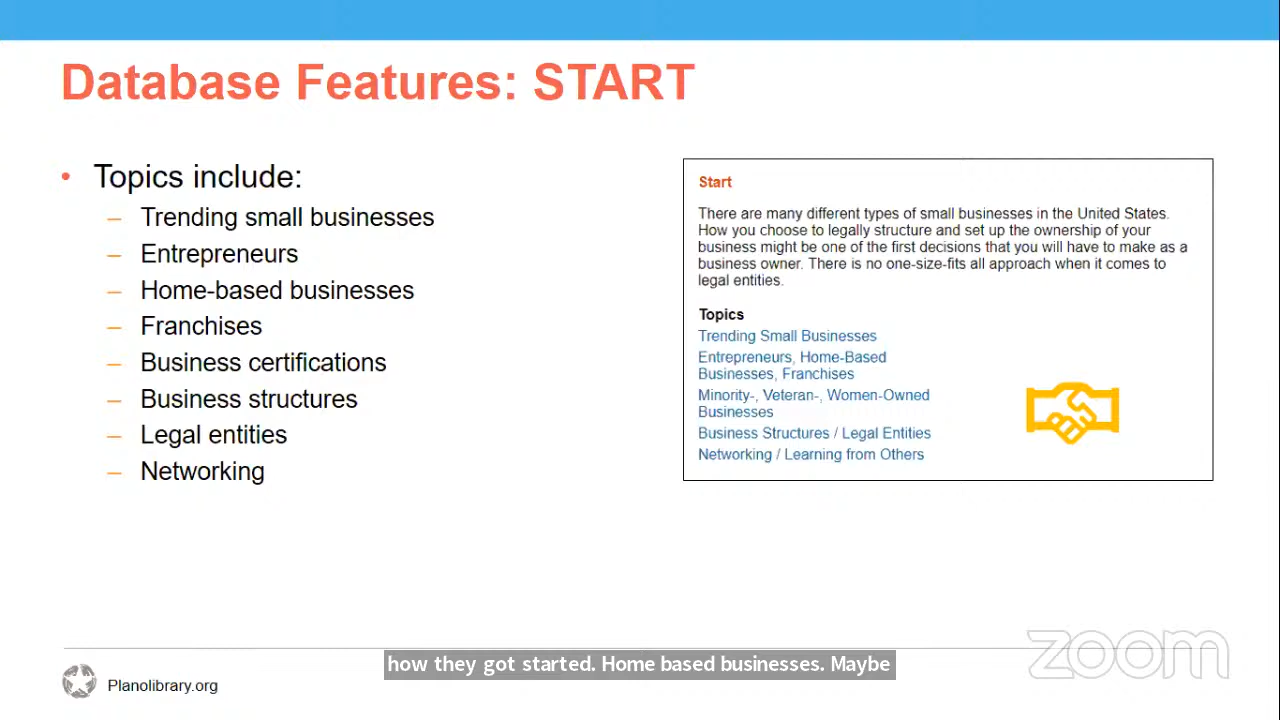 Database Features: START
• Topics include:
– Trending small businesses
– Entrepreneurs
– Home-based businesses
– Franchises
– Business certifications
– Business structures
– Legal entities
– Networking
Start
There are many different types of small businesses in the United States.
How you choose to legally structure and set up the ownership of your
business might be one of the first decisions that you will have to make as a
business owner. There is no one-size-fits all approach when it comes to
legal entities.
Topics
Trending Small Businesses
Entrepreneurs, Home-Based
Businesses, Franchises
Minority-, Veteran-, Women-Owned
Businesses
Business Structures / Legal Entities
Networking / Learning from Others
zoom
how they got started. Home based businesses. Maybe
Planolibrary.org